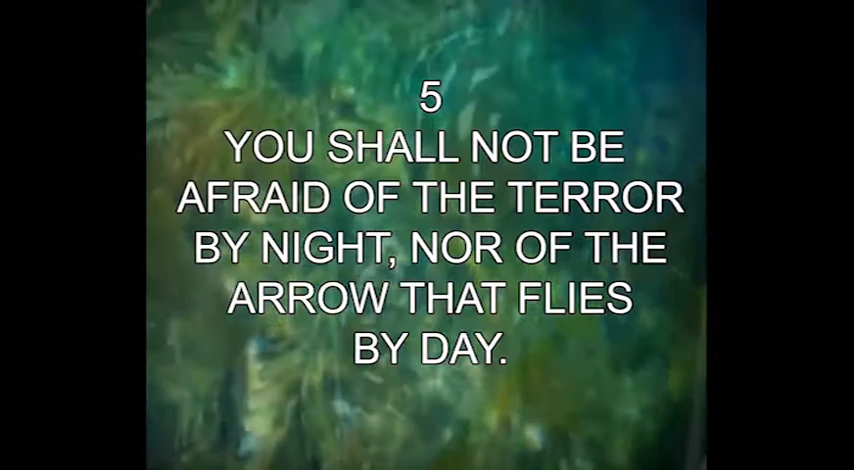 5
YOU SHALL NOT BE
AFRAID OF THE TERROR
BY NIGHT, NOR OF THE
ARROW THAT FLIES
BY DAY.